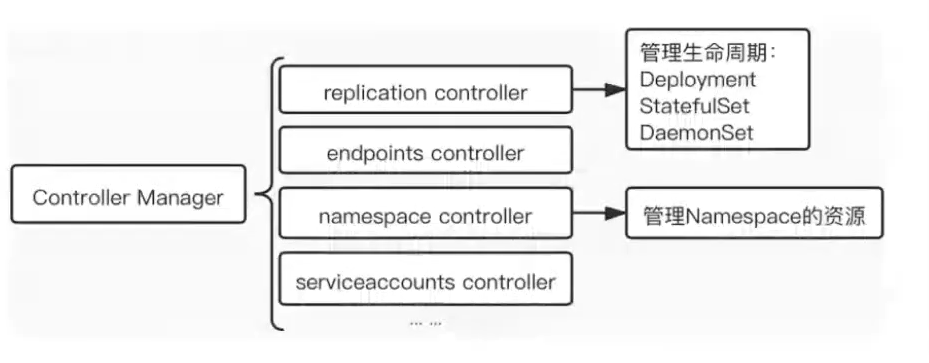 Controller Manager
replication controller
endpoints controller
namespace controller
serviceaccounts controller
... ...
管理生命周期：
Deployment
StatefulSet
DaemonSet
管理Namespace的资源